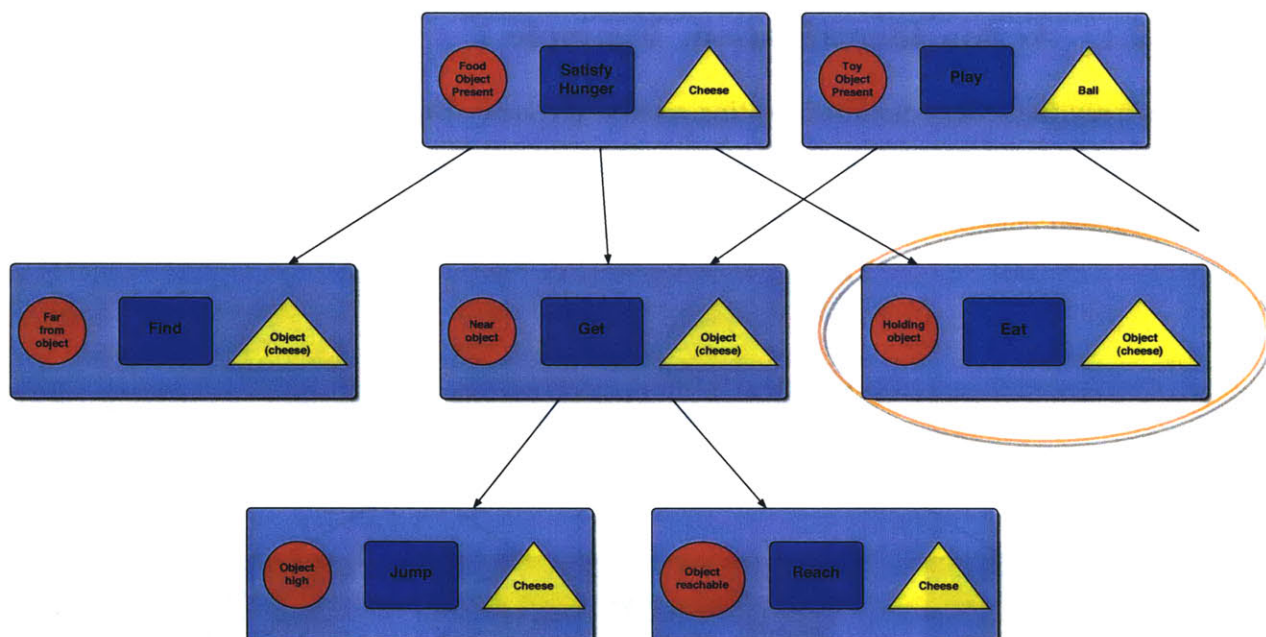 Food
Object
Present
Satisfy
Hunger
Cheese
Toy
Object
Present
Play
Ball
Far
from
object
Find
Object
(cheese)
Near
object
Get
Object
(cheese)
Holding
object
Eat
Object
(cheese)
Object
high
Jump
Cheese
Object
reachable
Reach
Cheese